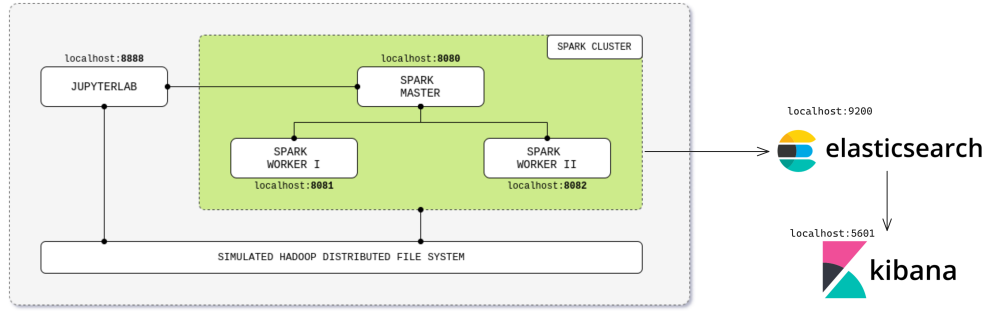 SPARK CLUSTER
localhost:8888
localhost:8080
JUPYTERLAB
SPARK
MASTER
SPARK
WORKER I
SPARK
WORKER II
localhost:8081
localhost:8082
SIMULATED HADOOP DISTRIBUTED FILE SYSTEM
localhost:9200
elasticsearch
localhost:5601
kibana